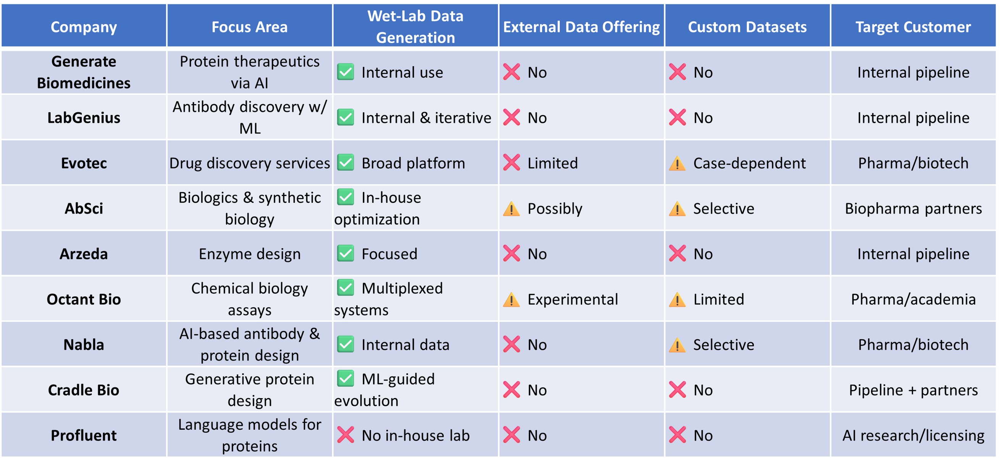 Company Focus Area Wet-Lab Data Generation External Data Offering Custom Datasets Target Customer
Generate Biomedicines Protein therapeutics via AI ✅ Internal use ❌ No ❌ No Internal pipeline
LabGenius Antibody discovery w/ ML ✅ Internal & iterative ❌ No ❌ No Internal pipeline
Evotec Drug discovery services ✅ Broad platform ❌ Limited ⚠️ Case-dependent Pharma/biotech
AbSci Biologics & synthetic biology ✅ In-house optimization ⚠️ Possibly ⚠️ Selective Biopharma partners
Arzeda Enzyme design ✅ Focused ❌ No ❌ No Internal pipeline
Octant Bio Chemical biology assays ✅ Multiplexed systems ⚠️ Experimental ⚠️ Limited Pharma/academia
Nabla AI-based antibody & protein design ✅ Internal data ❌ No ⚠️ Selective Pharma/biotech
Cradle Bio Generative protein design ✅ ML-guided evolution ❌ No ❌ No Pipeline + partners
Profluent Language models for proteins ❌ No in-house lab ❌ No ❌ No AI research/licensing